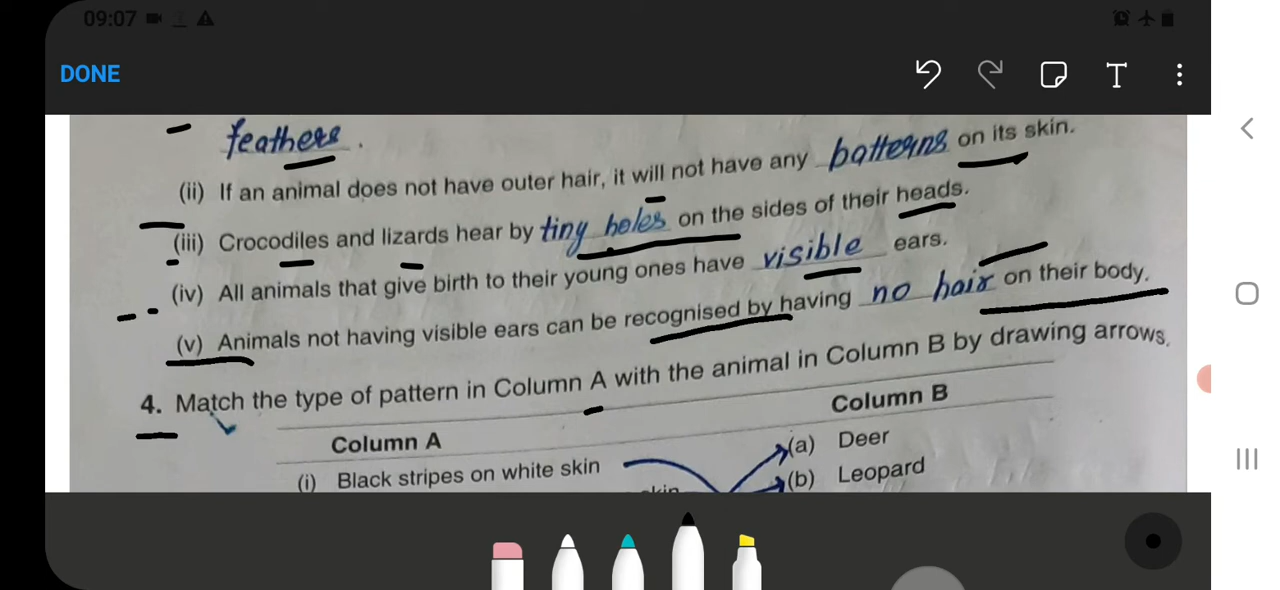 09:07
DONE
T
feathers.
(ii) If an animal does not have outer hair, it will not have any patterns on its skin.
(iii) Crocodiles and lizards hear by tiny holes on the sides of their heads.
(iv) All animals that give birth to their young ones have visible ears.
(v) Animals not having visible ears can be recognised by having no hair on their body.
4. Match the type of pattern in Column A with the animal in Column B by drawing arrows.
Column A Column B
(i) Black stripes on white skin (a) Deer
skin (b) Leopard